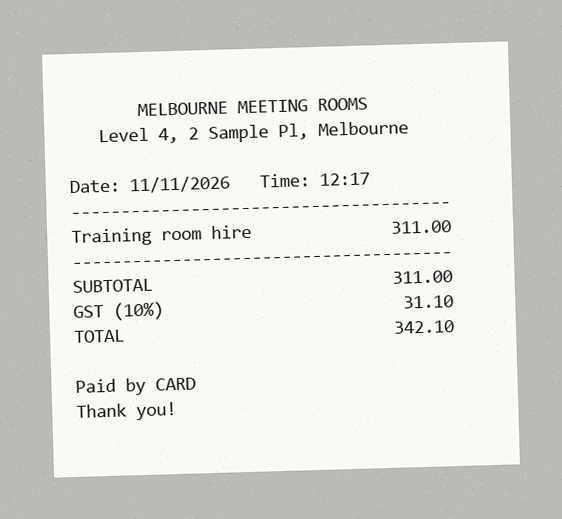 MELBOURNE MEETING ROOMS
Level 4, 2 Sample Pl, Melbourne
Date: 11/11/2026   Time: 12:17
--------------------------------------
Training room hire 311.00
--------------------------------------
SUBTOTAL 311.00
GST (10%) 31.10
TOTAL 342.10
Paid by CARD
Thank you!